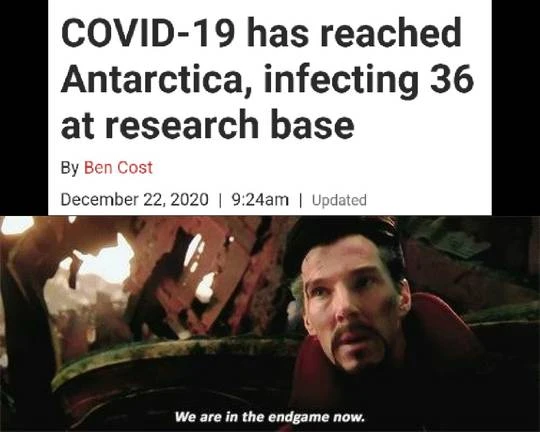 COVID-19 has reached
Antarctica, infecting 36
at research base
By Ben Cost
December 22, 2020 | 9:24am | Updated
We are in the endgame now.